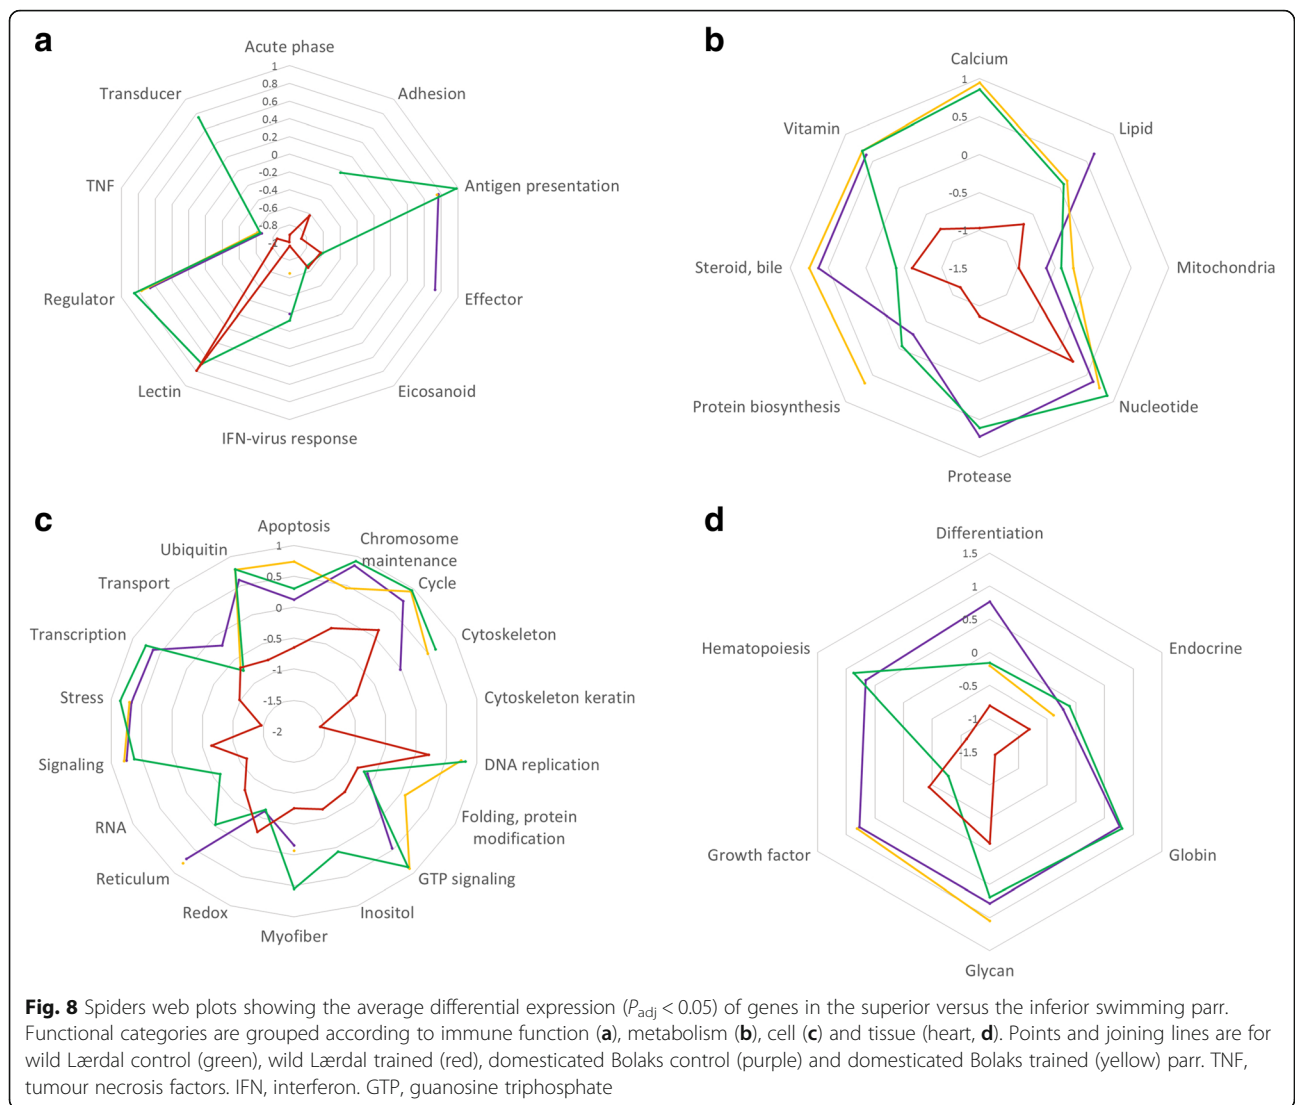 a
Acute phase
1
0.8
0.6
0.4
0.2
0
-0.2
-0.4
-0.6
-0.8
-1
Adhesion
Antigen presentation
Effector
Eicosanoid
IFN-virus response
Lectin
Regulator
TNF
Transducer
b
Calcium
1
0.5
0
-0.5
-1
-1.5
Lipid
Mitochondria
Nucleotide
Protease
Protein biosynthesis
Steroid, bile
Vitamin
c
Apoptosis
1
0.5
0
-0.5
-1
-1.5
-2
Chromosome
maintenance
Cycle
Cytoskeleton
Cytoskeleton keratin
DNA replication
Folding, protein
modification
GTP signaling
Inositol
Myofiber
Redox
Reticulum
RNA
Signaling
Stress
Transcription
Transport
Ubiquitin
d
Differentiation
1.5
1
0.5
0
-0.5
-1
-1.5
Endocrine
Globin
Glycan
Growth factor
Hematopoiesis
Fig. 8 Spiders web plots showing the average differential expression (Padj < 0.05) of genes in the superior versus the inferior swimming parr.
Functional categories are grouped according to immune function (a), metabolism (b), cell (c) and tissue (heart, d). Points and joining lines are for
wild Lærdal control (green), wild Lærdal trained (red), domesticated Bolaks control (purple) and domesticated Bolaks trained (yellow) parr. TNF,
tumour necrosis factors. IFN, interferon. GTP, guanosine triphosphate